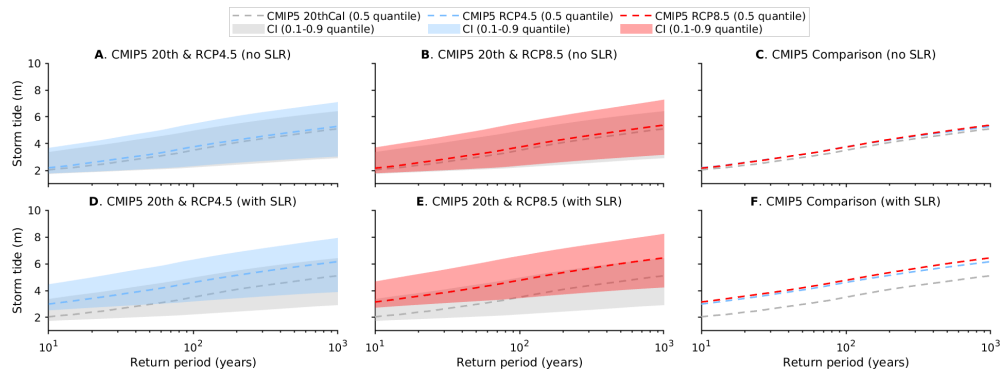 CMIP5 20thCal (0.5 quantile) CMIP5 RCP4.5 (0.5 quantile) CMIP5 RCP8.5 (0.5 quantile)
CI (0.1-0.9 quantile) CI (0.1-0.9 quantile) CI (0.1-0.9 quantile)
A. CMIP5 20th & RCP4.5 (no SLR) B. CMIP5 20th & RCP8.5 (no SLR) C. CMIP5 Comparison (no SLR)
10
8
6
4
2
Storm tide (m)
D. CMIP5 20th & RCP4.5 (with SLR) E. CMIP5 20th & RCP8.5 (with SLR) F. CMIP5 Comparison (with SLR)
10
8
6
4
2
Storm tide (m)
10¹ 10² 10³ 10¹ 10² 10³ 10¹ 10² 10³
Return period (years) Return period (years) Return period (years)